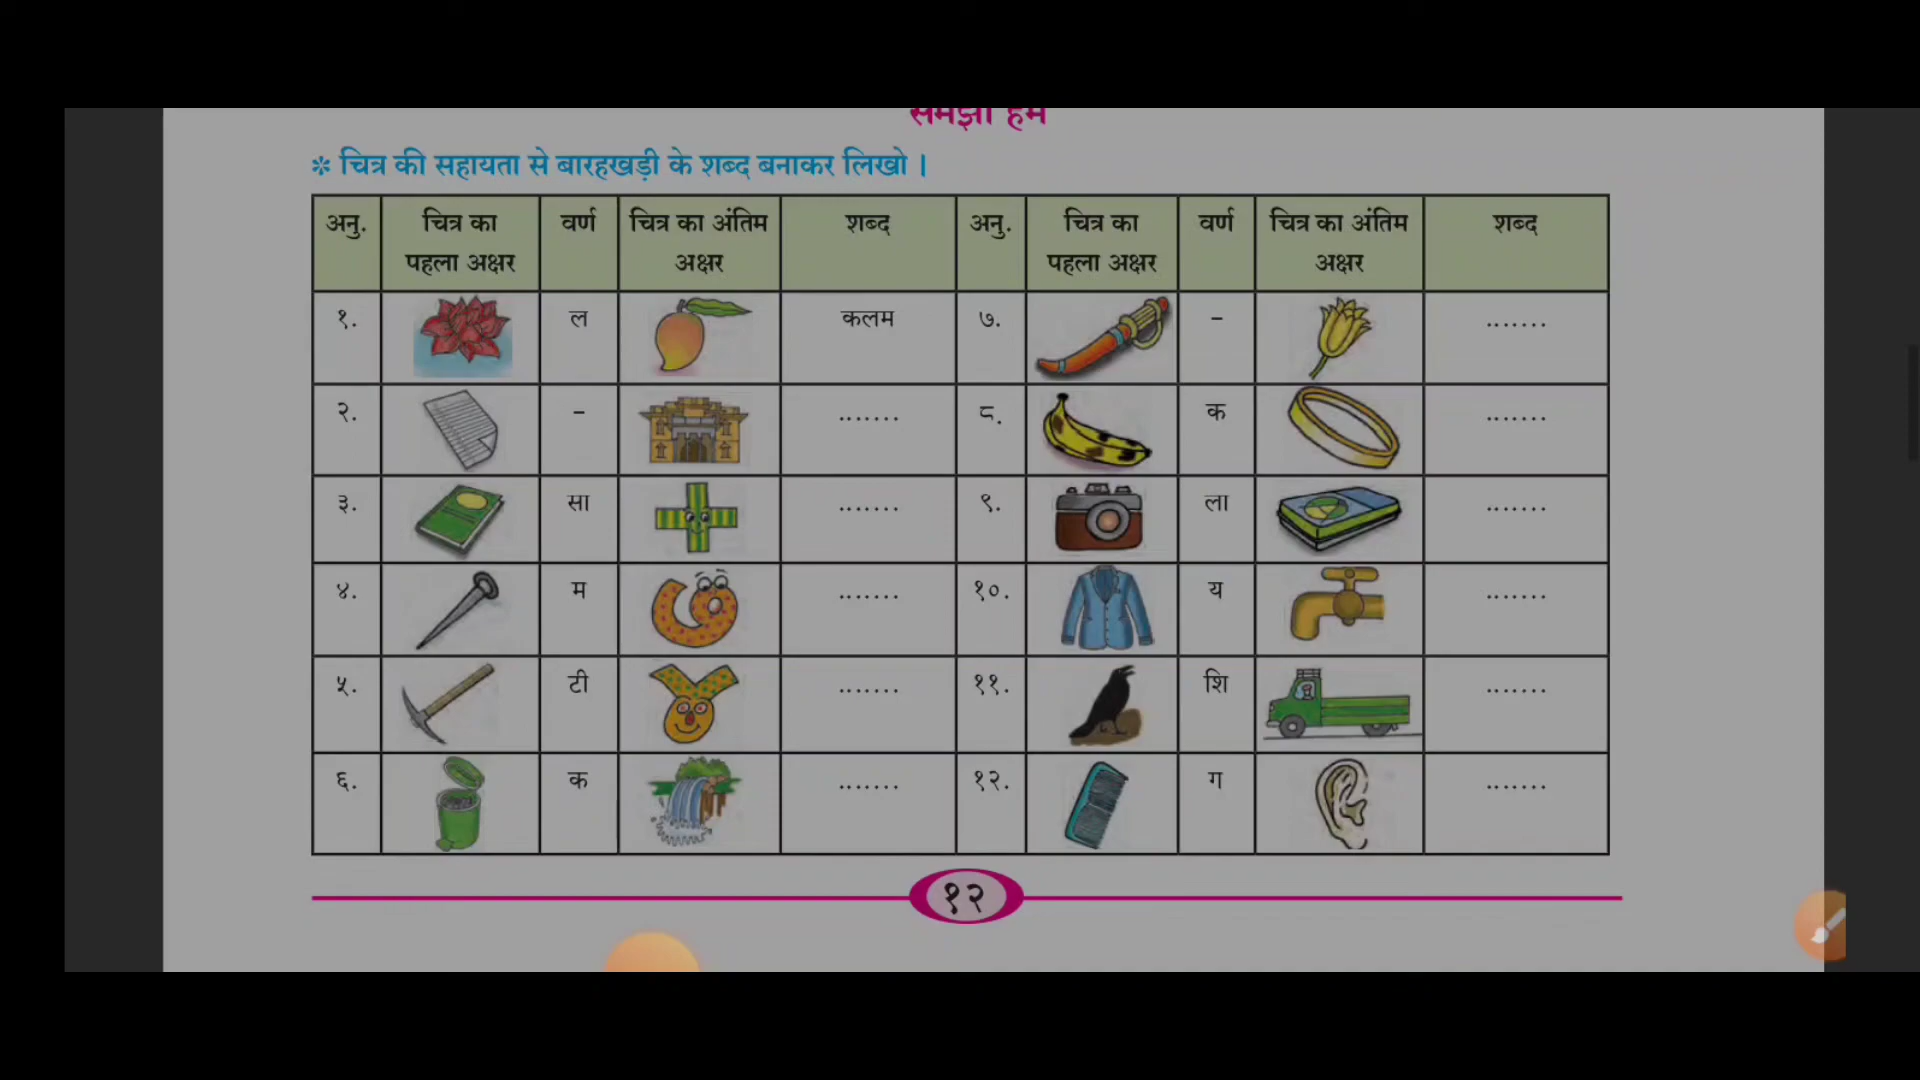 समझो हमें
* चित्र की सहायता से बारहखड़ी के शब्द बनाकर लिखो ।
अनु. चित्र का पहला अक्षर वर्ण चित्र का अंतिम अक्षर शब्द अनु. चित्र का पहला अक्षर वर्ण चित्र का अंतिम अक्षर शब्द
१. ल कलम ७. – .......
२. – ....... ८. क .......
३. सा ....... ९. ला .......
४. म ....... १०. य .......
५. टी ....... ११. शि .......
६. क ....... १२. ग .......
१२